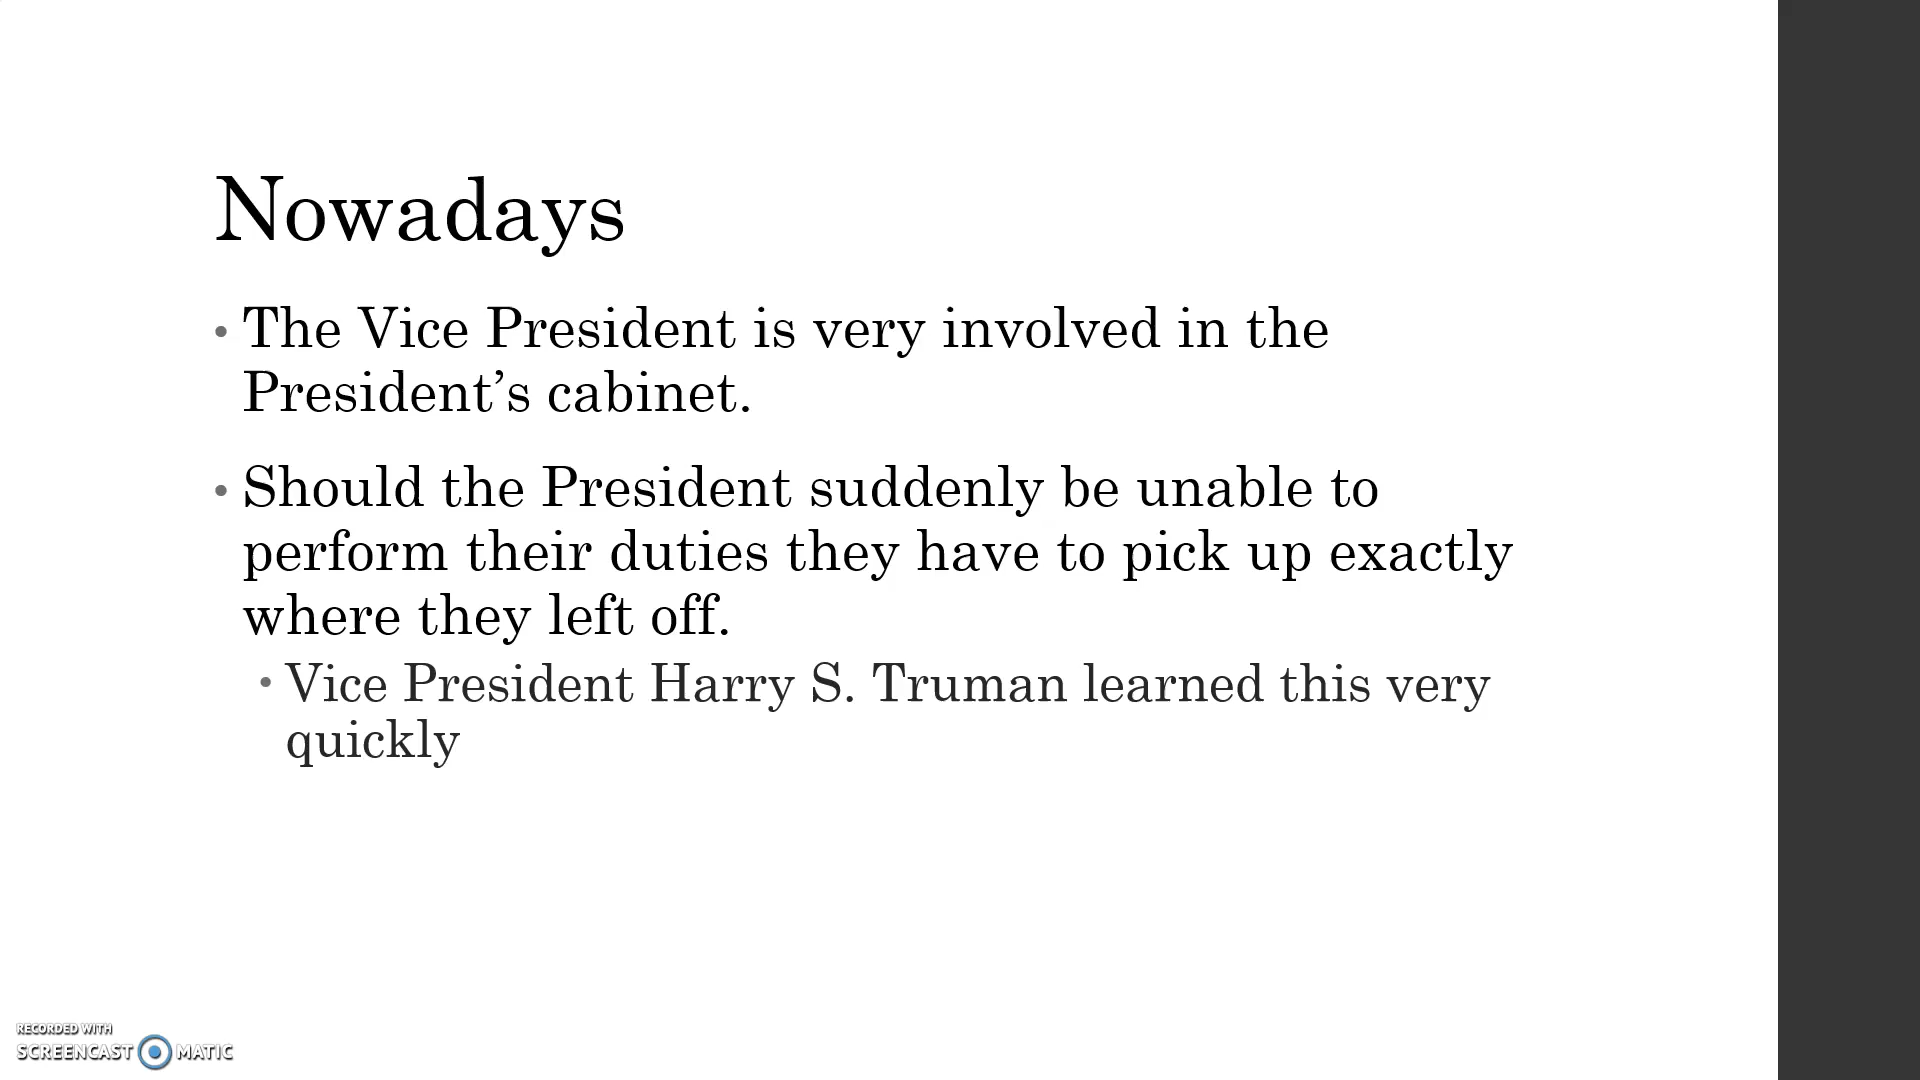 Nowadays
• The Vice President is very involved in the
President’s cabinet.
• Should the President suddenly be unable to
perform their duties they have to pick up exactly
where they left off.
• Vice President Harry S. Truman learned this very
quickly
RECORDED WITH
SCREENCAST MATIC